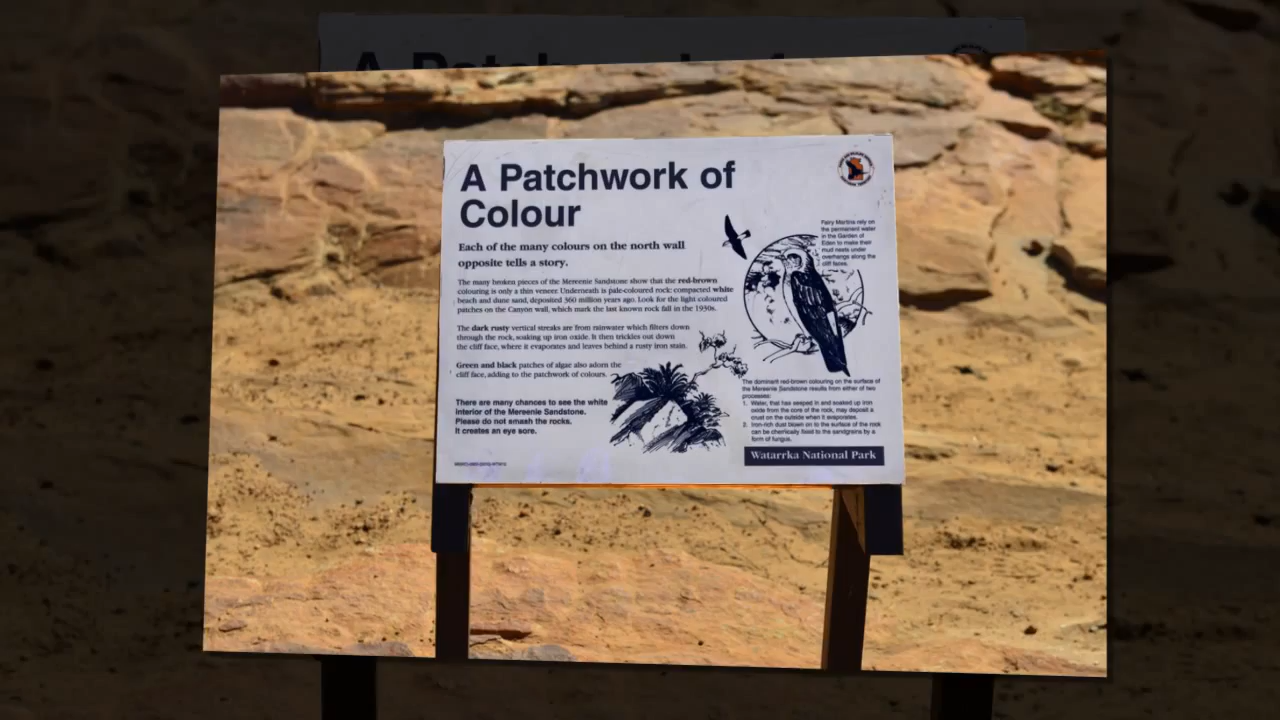 A Patchwork of
Colour
Each of the many colours on the north wall
opposite tells a story.
The many broken pieces of the Mereenie Sandstone show that the red-brown
colouring is only a thin veneer. Underneath is pale-coloured rock: compacted white
beach and dune sand, deposited 360 million years ago. Look for the light coloured
patches on the Canyon wall, which mark the last known rock fall in the 1930s.
The dark rusty vertical streaks are from rainwater which filters down
through the rock, soaking up iron oxide. It then trickles out down
the cliff face, where it evaporates and leaves behind a rusty iron stain.
Green and black patches of algae also adorn the
cliff face, adding to the patchwork of colours.
There are many chances to see the white
interior of the Mereenie Sandstone.
Please do not smash the rocks.
It creates an eye sore.
Fairy Martins rely on
the permanent water
in the Garden of
Eden to make their
mud nests under
overhangs along the
cliff faces.
The dominant red-brown colouring on the surface of
the Mereenie Sandstone results from either of two
processes:
1. Water, that has seeped in and soaked up iron
oxide from the core of the rock, may deposit a
crust on the outside when it evaporates.
2. Iron-rich dust blown on to the surface of the rock
can be chemically fixed to the sandgrains by a
form of fungus.
Watarrka National Park